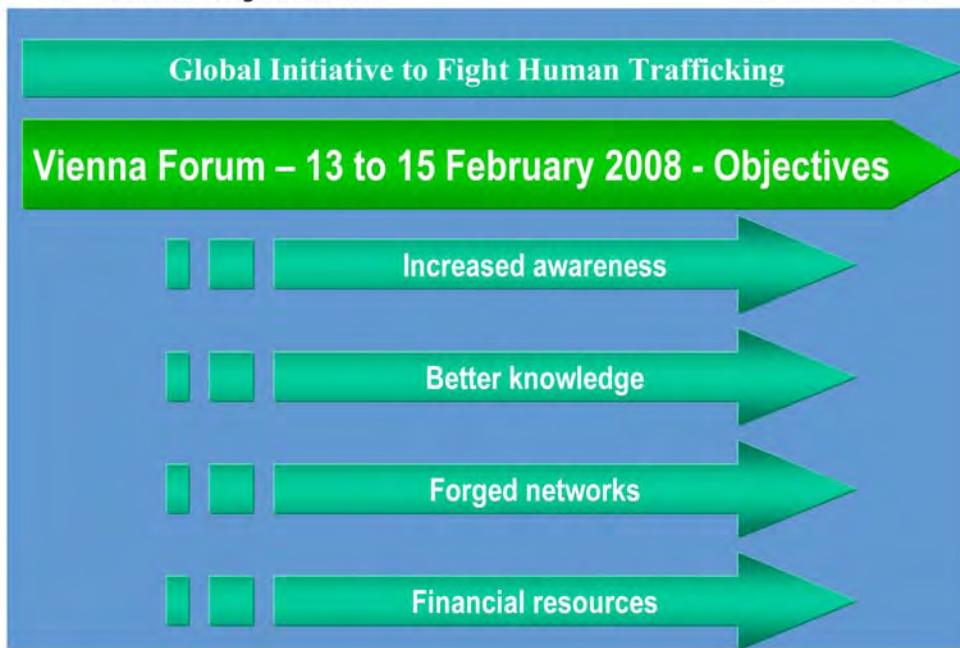 Global Initiative to Fight Human Trafficking
Vienna Forum – 13 to 15 February 2008 - Objectives
Increased awareness
Better knowledge
Forged networks
Financial resources